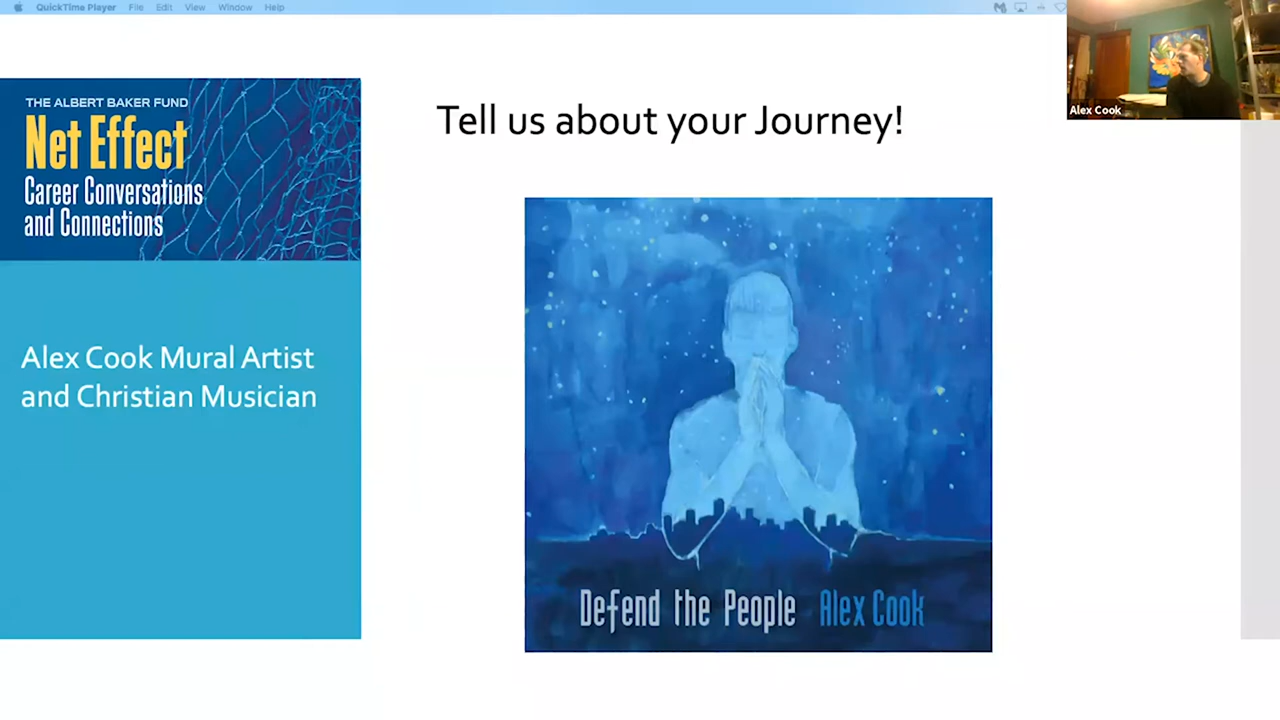 QuickTime Player File Edit View Window Help
Alex Cook
THE ALBERT BAKER FUND
Net Effect
Career Conversations
and Connections
Tell us about your Journey!
Alex Cook Mural Artist
and Christian Musician
Defend the People Alex Cook